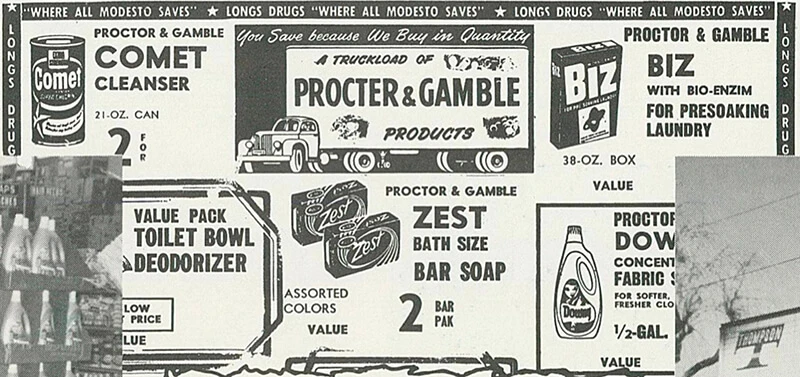 ★ "WHERE ALL MODESTO SAVES" ★ LONGS DRUGS "WHERE ALL MODESTO SAVES" ★ LONGS DRUGS "WHERE ALL MODESTO SAVES" ★
LONGS DRUG
PROCTOR & GAMBLE
COMET
CLEANSER
21-OZ. CAN
2 FOR
Comet
You Save because We Buy in Quantity
A TRUCKLOAD OF
PROCTER & GAMBLE
PRODUCTS
Biz
PROCTOR & GAMBLE
BIZ
WITH BIO-ENZIM
FOR PRESOAKING
LAUNDRY
38-OZ. BOX
VALUE
LONGS DRUG
VALUE PACK
TOILET BOWL
DEODORIZER
LOW
PRICE
LUE
Zest
Zest
PROCTOR & GAMBLE
ZEST
BATH SIZE
BAR SOAP
ASSORTED
COLORS
2 BAR
PAK
VALUE
Downy
PROCTOR
DOW
CONCENT
FABRIC S
FOR SOFTER,
FRESHER CLO
1/2-GAL.
VALUE
THOMPSON